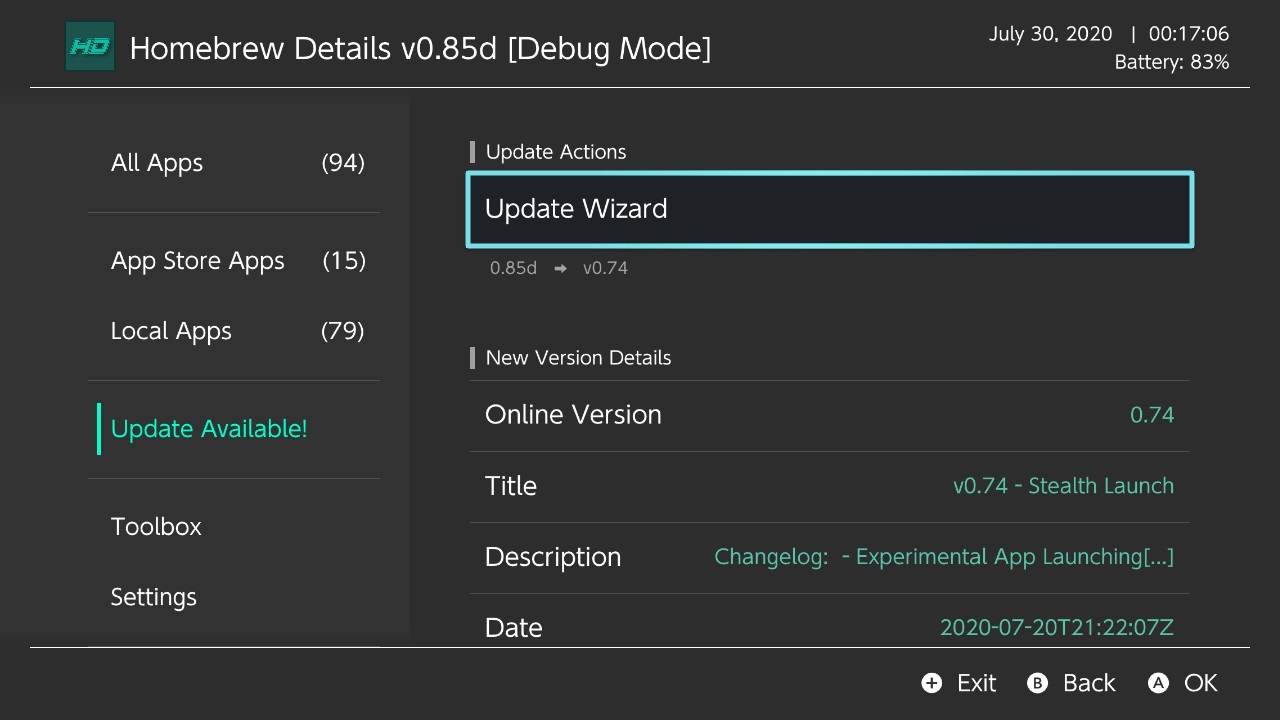 HD Homebrew Details v0.85d [Debug Mode]
July 30, 2020 | 00:17:06
Battery: 83%
All Apps (94)
App Store Apps (15)
Local Apps (79)
Update Available!
Toolbox
Settings
Update Actions
Update Wizard
0.85d ➡ v0.74
New Version Details
Online Version 0.74
Title v0.74 - Stealth Launch
Description Changelog: - Experimental App Launching[...]
Date 2020-07-20T21:22:07Z
+ Exit B Back A OK